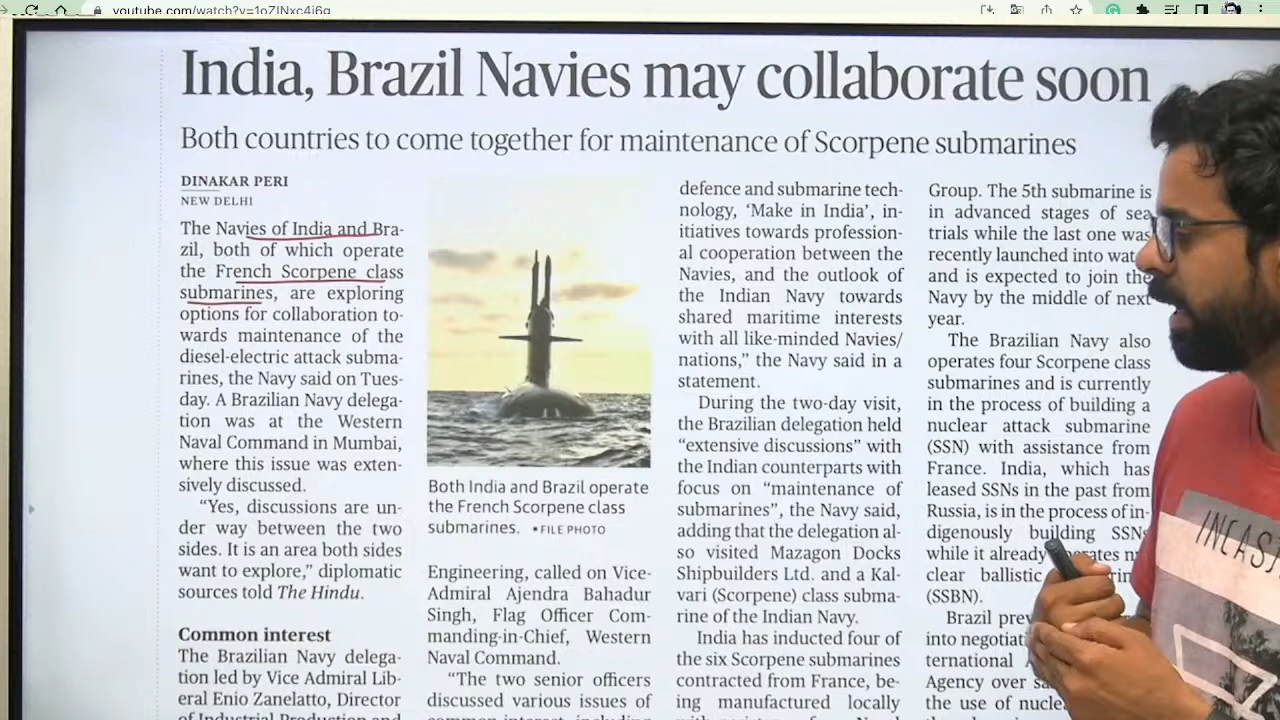 youtube.com/watch?v=1oZINxc4i6g
India, Brazil Navies may collaborate soon
Both countries to come together for maintenance of Scorpene submarines
DINAKAR PERI
NEW DELHI
The Navies of India and Bra-
zil, both of which operate
the French Scorpene class
submarines, are exploring
options for collaboration to-
wards maintenance of the
diesel-electric attack subma-
rines, the Navy said on Tues-
day. A Brazilian Navy delega-
tion was at the Western
Naval Command in Mumbai,
where this issue was exten-
sively discussed.
“Yes, discussions are un-
der way between the two
sides. It is an area both sides
want to explore,” diplomatic
sources told The Hindu.
Common interest
The Brazilian Navy delega-
tion led by Vice Admiral Lib-
eral Enio Zanelatto, Director
of Industrial Production and
Both India and Brazil operate
the French Scorpene class
submarines. •FILE PHOTO
Engineering, called on Vice-
Admiral Ajendra Bahadur
Singh, Flag Officer Com-
manding-in-Chief, Western
Naval Command.
“The two senior officers
discussed various issues of
common interest, including
defence and submarine tech-
nology, ‘Make in India’, in-
itiatives towards profession-
al cooperation between the
Navies, and the outlook of
the Indian Navy towards
shared maritime interests
with all like-minded Navies/
nations,” the Navy said in a
statement.
During the two-day visit,
the Brazilian delegation held
“extensive discussions” with
the Indian counterparts with
focus on “maintenance of
submarines”, the Navy said,
adding that the delegation al-
so visited Mazagon Docks
Shipbuilders Ltd. and a Kal-
vari (Scorpene) class subma-
rine of the Indian Navy.
India has inducted four of
the six Scorpene submarines
contracted from France, be-
ing manufactured locally
Group. The 5th submarine is
in advanced stages of sea
trials while the last one was
recently launched into
and is expected to join the
Navy by the middle of next
year.
The Brazilian Navy also
operates four Scorpene class
submarines and is currently
in the process of building a
nuclear attack submarine
(SSN) with assistance from
France. India, which has
leased SSNs in the past from
Russia, is in the process of in-
digenously building SSNs
while it already
clear ballistic
(SSBN).
Brazil
into
Agency over
the use of
INCAS